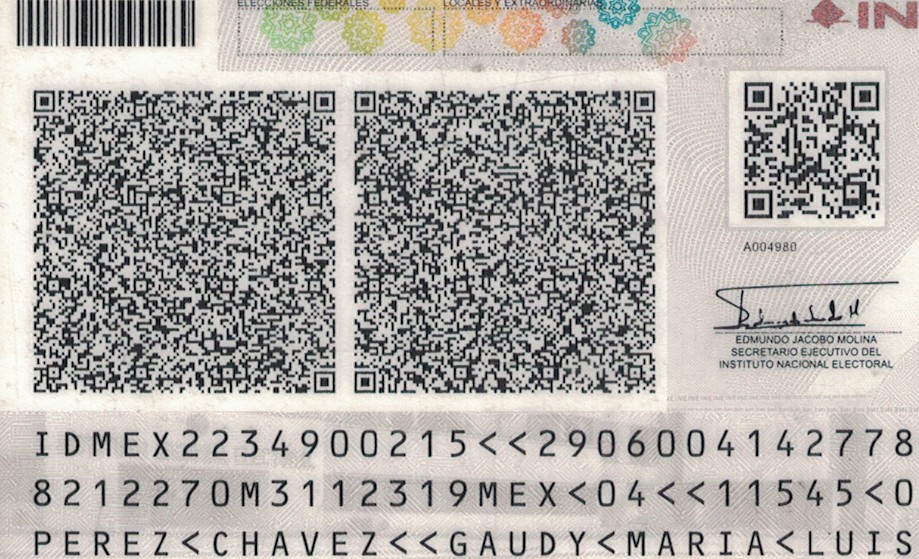 ELECCIONES FEDERALES
LOCALES Y EXTRAORDINARIAS
IN
A004980
EDMUNDO JACOBO MOLINA
SECRETARIO EJECUTIVO DEL
INSTITUTO NACIONAL ELECTORAL
IDMEX2234900215<<2906004142778
8212270M3112319MEX<04<<11545<0
PEREZ<CHAVEZ<<GAUDY<MARIA<LUIS